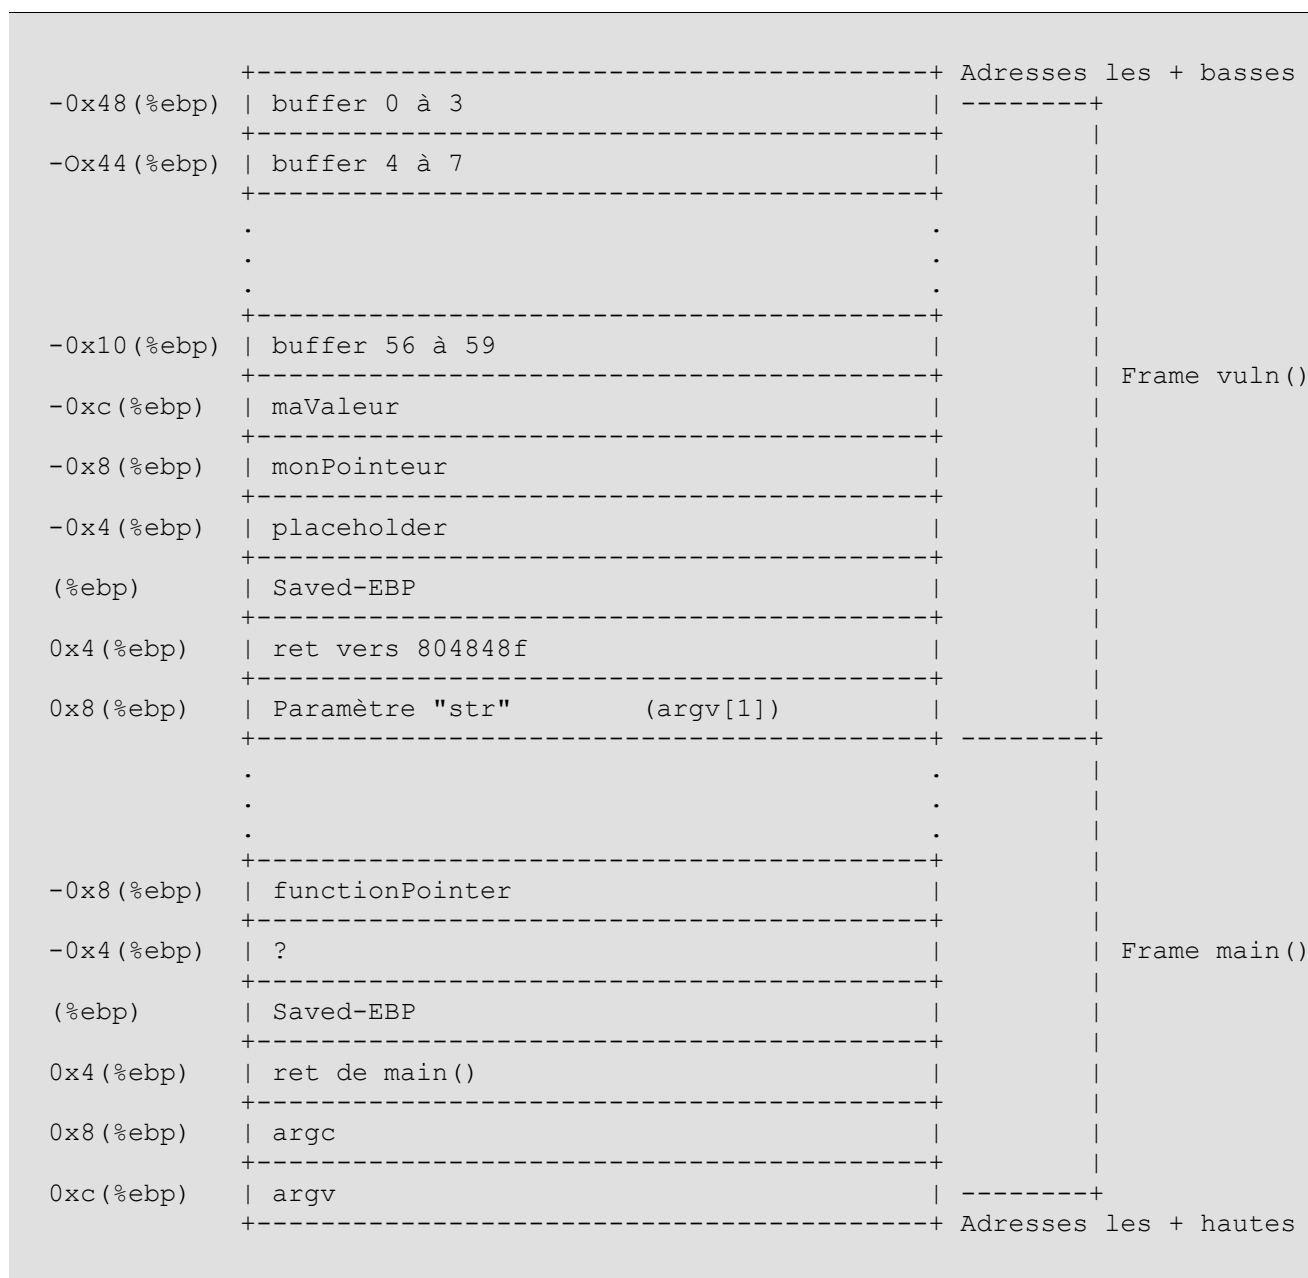 +------------------------------------------+ Adresses les + basses
-0x48(%ebp) | buffer 0 à 3 | --------+
+------------------------------------------+ |
-Ox44(%ebp) | buffer 4 à 7 | |
+------------------------------------------+ |
. . |
. . |
. . |
+------------------------------------------+ |
-0x10(%ebp) | buffer 56 à 59 | |
+------------------------------------------+ | Frame vuln()
-0xc(%ebp) | maValeur | |
+------------------------------------------+ |
-0x8(%ebp) | monPointeur | |
+------------------------------------------+ |
-0x4(%ebp) | placeholder | |
+------------------------------------------+ |
(%ebp) | Saved-EBP | |
+------------------------------------------+ |
0x4(%ebp) | ret vers 804848f | |
+------------------------------------------+ |
0x8(%ebp) | Paramètre "str" (argv[1]) | |
+------------------------------------------+ --------+
. . |
. . |
. . |
+------------------------------------------+ |
-0x8(%ebp) | functionPointer | |
+------------------------------------------+ |
-0x4(%ebp) | ? | | Frame main()
+------------------------------------------+ |
(%ebp) | Saved-EBP | |
+------------------------------------------+ |
0x4(%ebp) | ret de main() | |
+------------------------------------------+ |
0x8(%ebp) | argc | |
+------------------------------------------+ |
0xc(%ebp) | argv | --------+
+------------------------------------------+ Adresses les + hautes